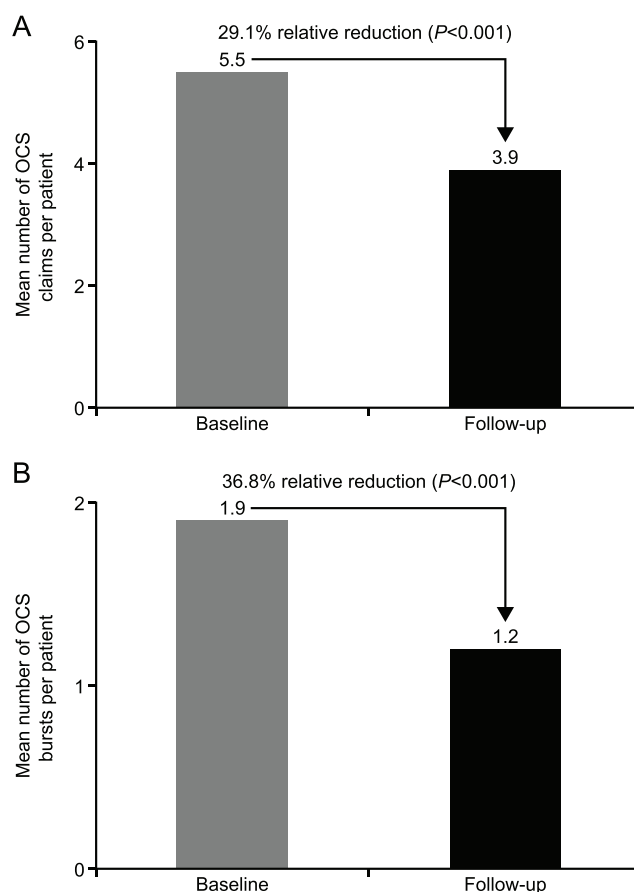 A
29.1% relative reduction (P<0.001)
6
5.5
3.9
4
2
0
Mean number of OCS
claims per patient
Baseline
Follow-up
B
36.8% relative reduction (P<0.001)
2
1.9
1.2
1
0
Mean number of OCS
bursts per patient
Baseline
Follow-up